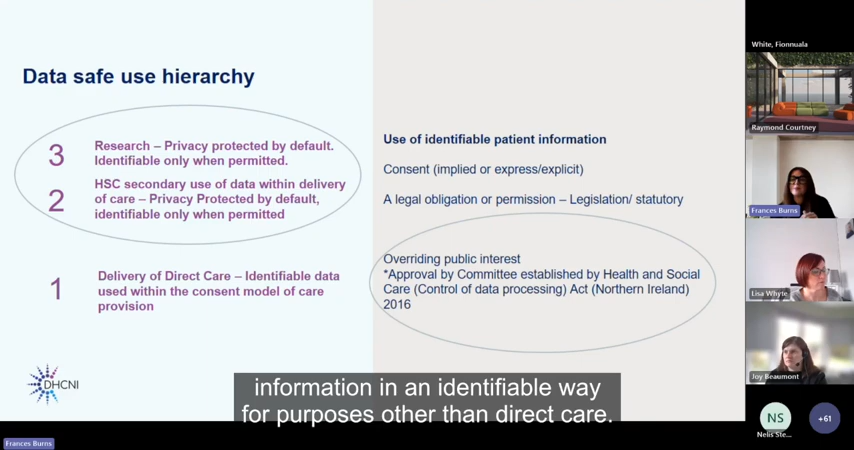 Data safe use hierarchy
3
Research – Privacy protected by default.
Identifiable only when permitted.
2
HSC secondary use of data within delivery
of care – Privacy Protected by default,
identifiable only when permitted
1
Delivery of Direct Care – Identifiable data
used within the consent model of care
provision
DHCNI
Use of identifiable patient information
Consent (implied or express/explicit)
A legal obligation or permission – Legislation/ statutory
Overriding public interest
*Approval by Committee established by Health and Social
Care (Control of data processing) Act (Northern Ireland)
2016
information in an identifiable way
for purposes other than direct care.
Frances Burns
White, Fionnuala
Raymond Courtney
Frances Burns
Lisa Whyte
Joy Beaumont
NS
+61
Nelis Ste...